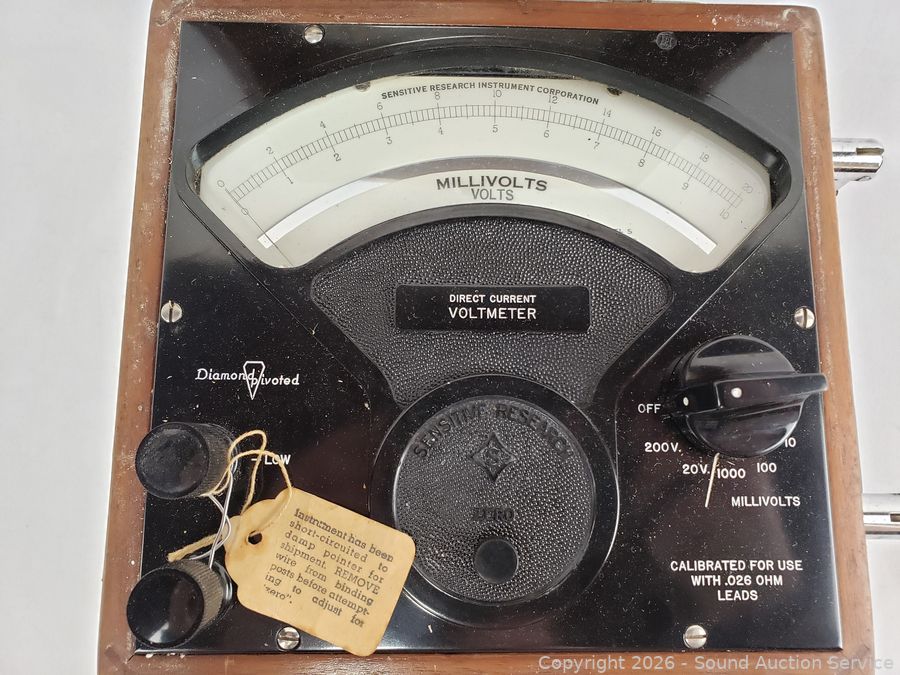 SENSITIVE RESEARCH INSTRUMENT CORPORATION
0 2 4 6 8 10 12 14 16 18 20
0 1 2 3 4 5 6 7 8 9 10
MILLIVOLTS
VOLTS
DIRECT CURRENT
VOLTMETER
Diamond Pivoted
OFF
200V.
10
20V.
1000
100
MILLIVOLTS
SENSITIVE RESEARCH
ZERO
- LOW
Instrument has been
short-circuited to
damp pointer for
shipment. REMOVE
wire from binding
posts before attempt-
ing to adjust for
"zero".
CALIBRATED FOR USE
WITH .026 OHM
LEADS
Copyright 2026 - Sound Auction Service